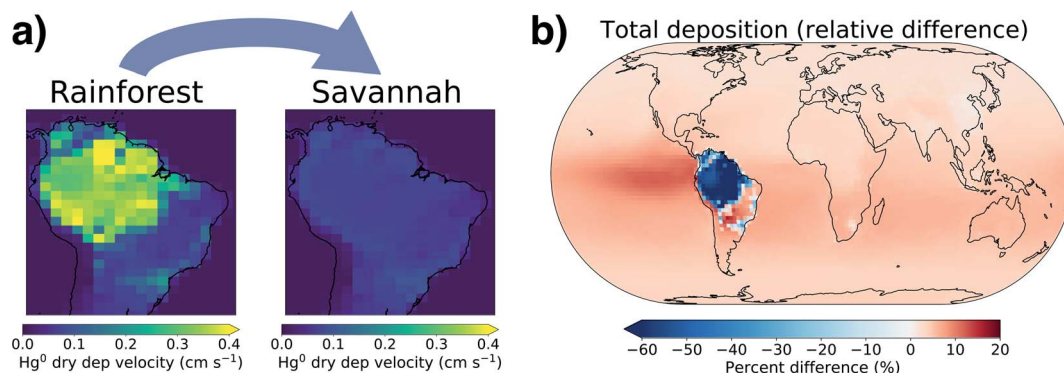 a)
Rainforest
Savannah
0.0 0.1 0.2 0.3 0.4
Hg⁰ dry dep velocity (cm s⁻¹)
0.0 0.1 0.2 0.3 0.4
Hg⁰ dry dep velocity (cm s⁻¹)
b)
Total deposition (relative difference)
−60 −50 −40 −30 −20 −10 0 10 20
Percent difference (%)